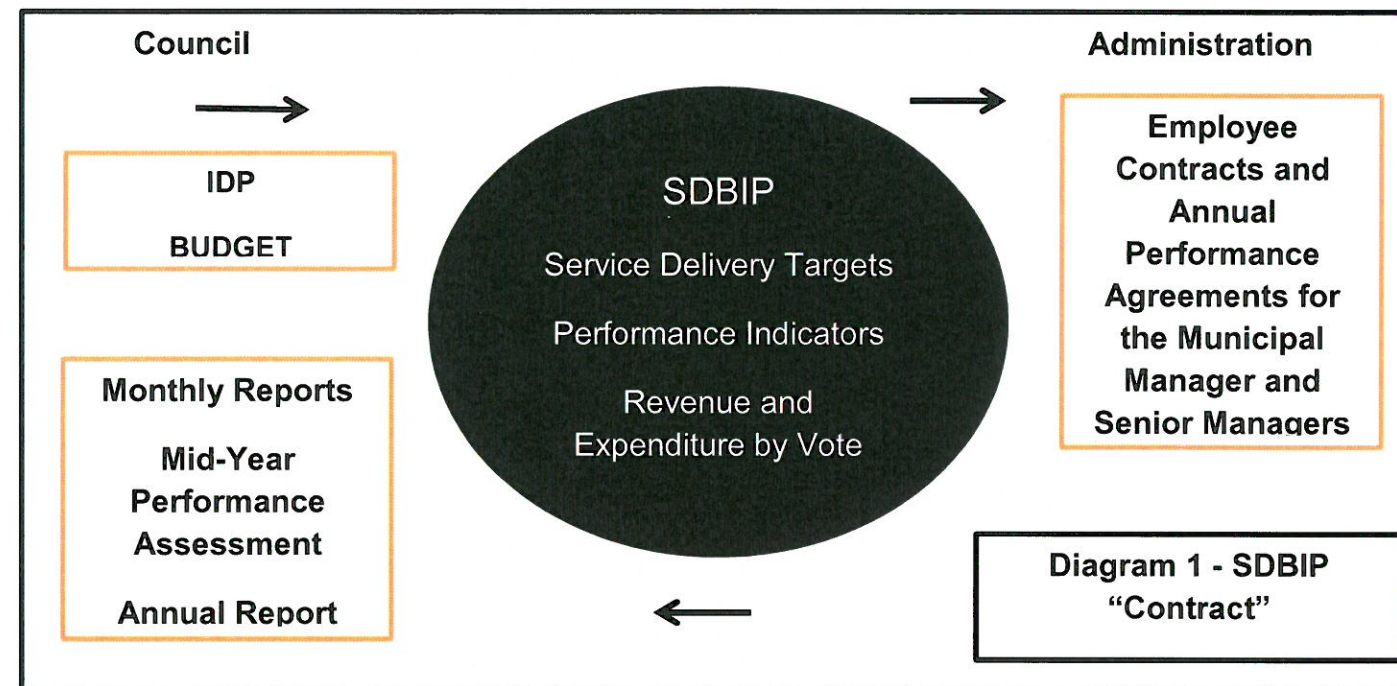 Council
IDP
BUDGET
Monthly Reports
Mid-Year
Performance
Assessment
Annual Report
SDBIP
Service Delivery Targets
Performance Indicators
Revenue and
Expenditure by Vote
Administration
Employee
Contracts and
Annual
Performance
Agreements for
the Municipal
Manager and
Senior Managers
Diagram 1 - SDBIP
“Contract”